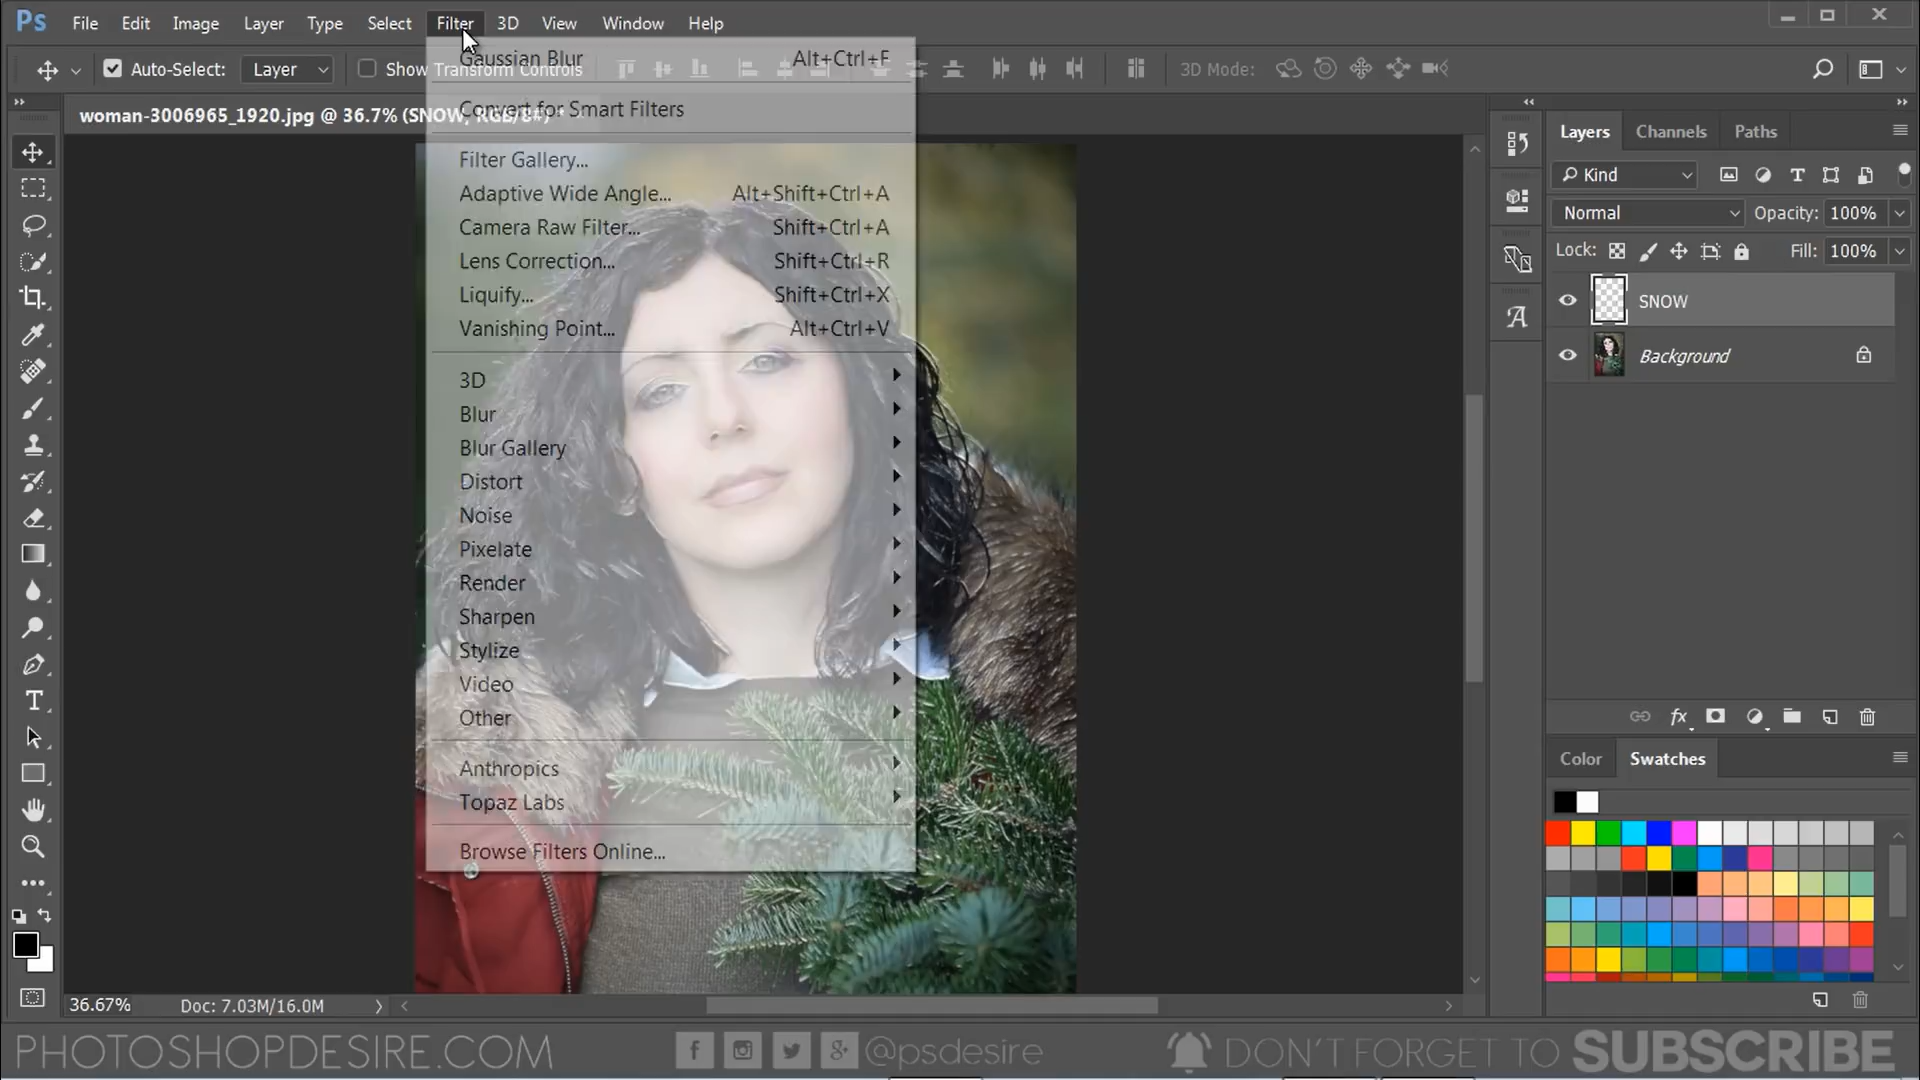 Ps File Edit Image Layer Type Select Filter 3D View Window Help
Auto-Select: Layer Show Transform Controls 3D Mode:
woman-3006965_1920.jpg @ 36.7% (SNOW, RGB/8#) *
Gaussian Blur Alt+Ctrl+F
Convert for Smart Filters
Filter Gallery...
Adaptive Wide Angle... Alt+Shift+Ctrl+A
Camera Raw Filter... Shift+Ctrl+A
Lens Correction... Shift+Ctrl+R
Liquify... Shift+Ctrl+X
Vanishing Point... Alt+Ctrl+V
3D
Blur
Blur Gallery
Distort
Noise
Pixelate
Render
Sharpen
Stylize
Video
Other
Anthropics
Topaz Labs
Browse Filters Online...
Layers Channels Paths
Kind
Normal Opacity: 100%
Lock: Fill: 100%
SNOW
Background
fx
Color Swatches
36.67% Doc: 7.03M/16.0M
PHOTOSHOPDESIRE.COM @psdesire DON'T FORGET TO SUBSCRIBE